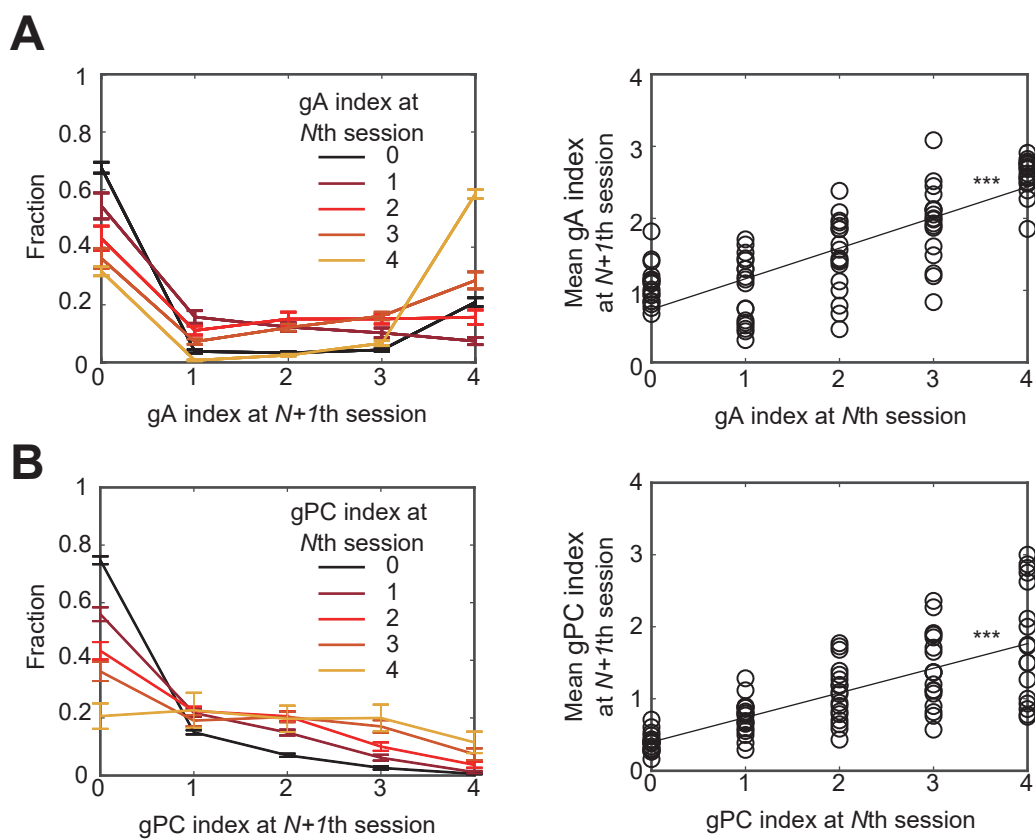 A
1
0.8
0.6
0.4
0.2
0
0 1 2 3 4
Fraction
gA index at N+1th session
gA index at
Nth session
0
1
2
3
4
4
3
2
1
0
0 1 2 3 4
Mean gA index
at N+1th session
gA index at Nth session
***
B
1
0.8
0.6
0.4
0.2
0
0 1 2 3 4
Fraction
gPC index at N+1th session
gPC index at
Nth session
0
1
2
3
4
4
3
2
1
0
0 1 2 3 4
Mean gPC index
at N+1th session
gPC index at Nth session
***